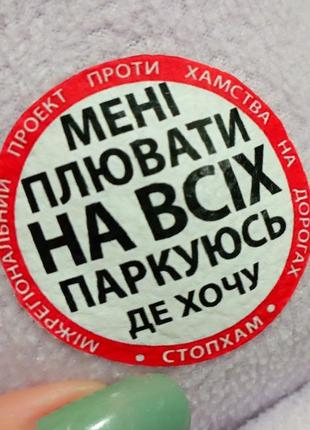 МІЖРЕГІОНАЛЬНИЙ ПРОЕКТ ПРОТИ ХАМСТВА НА ДОРОГАХ
МЕНІ
ПЛЮВАТИ
НА ВСІХ
ПАРКУЮСЬ
ДЕ ХОЧУ
• СТОПХАМ •